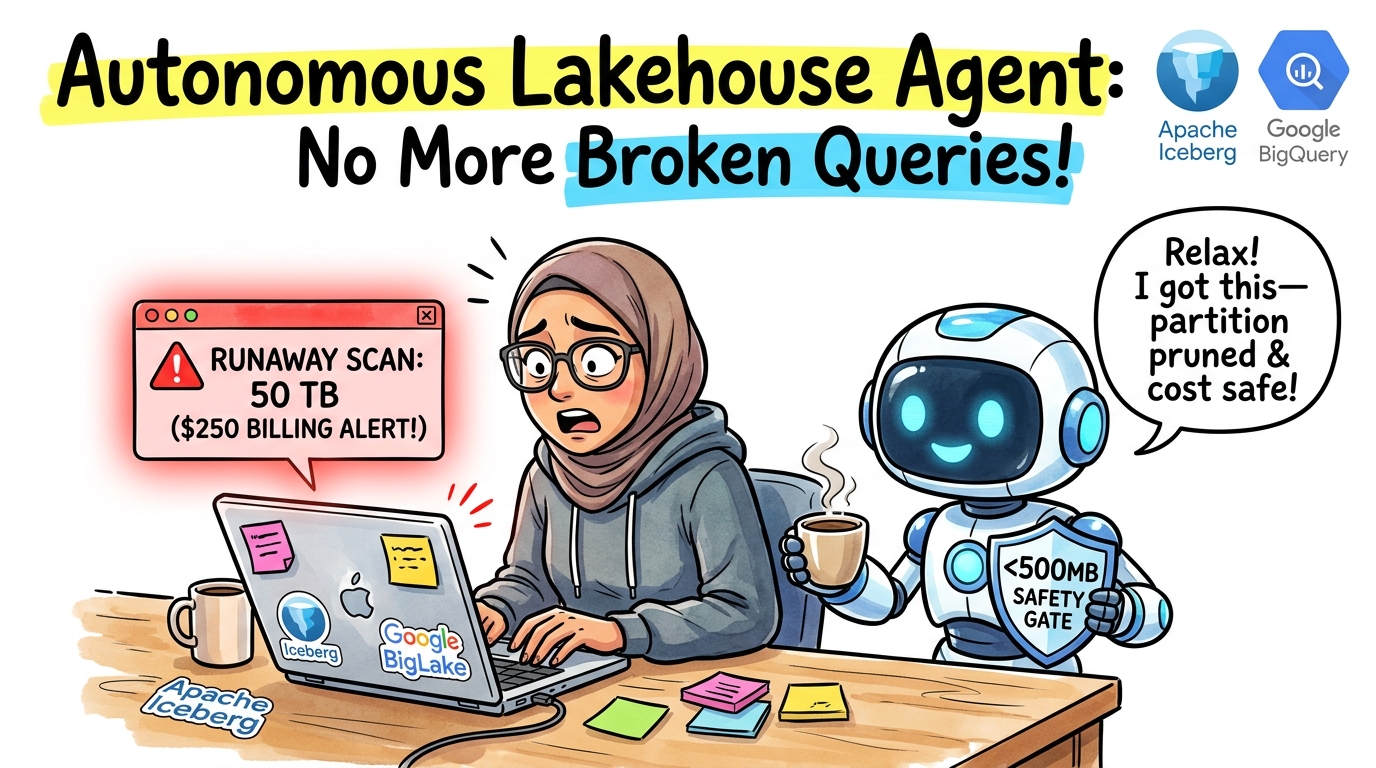 Autonomous Lakehouse Agent:
No More Broken Queries!
Apache
Iceberg
Google
BigQuery
RUNAWAY SCAN:
50 TB
($250 BILLING ALERT!)
Relax!
I got this—
partition
pruned &
cost safe!
<500MB
SAFETY
GATE
Iceberg
Google
BigLake
Apache
Iceberg